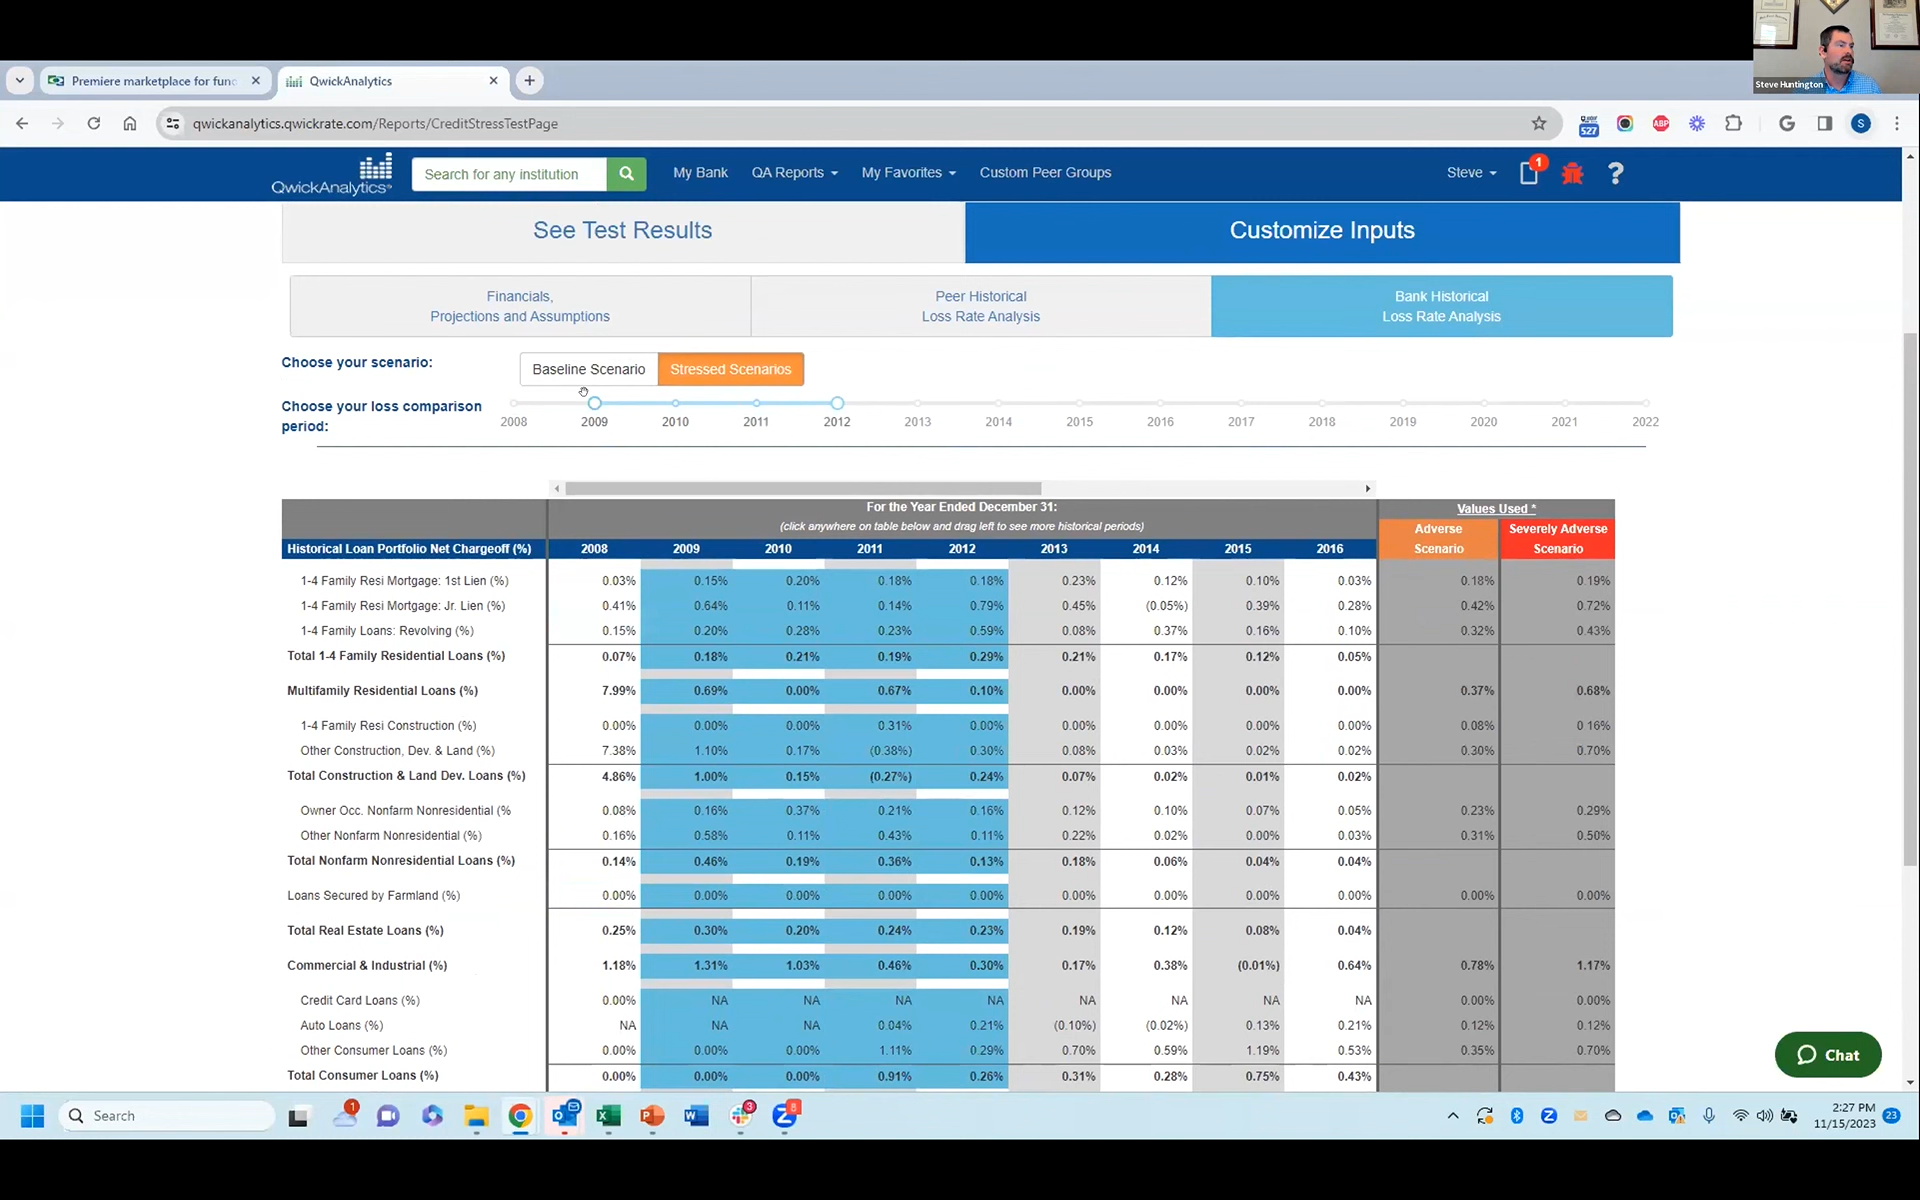 Steve Huntington
Premiere marketplace for func
QwickAnalytics
qwickanalytics.qwickrate.com/Reports/CreditStressTestPage
527
ABP
S
QwickAnalytics
Search for any institution
My Bank
QA Reports
My Favorites
Custom Peer Groups
Steve
1
?
See Test Results
Customize Inputs
Financials,
Projections and Assumptions
Peer Historical
Loss Rate Analysis
Bank Historical
Loss Rate Analysis
Choose your scenario:
Baseline Scenario
Stressed Scenarios
Choose your loss comparison
period:
2008 2009 2010 2011 2012 2013 2014 2015 2016 2017 2018 2019 2020 2021 2022
For the Year Ended December 31:
(click anywhere on table below and drag left to see more historical periods)
Values Used *
Adverse
Scenario
Severely Adverse
Scenario
Historical Loan Portfolio Net Chargeoff (%) 2008 2009 2010 2011 2012 2013 2014 2015 2016
1-4 Family Resi Mortgage: 1st Lien (%) 0.03% 0.15% 0.20% 0.18% 0.18% 0.23% 0.12% 0.10% 0.03% 0.18% 0.19%
1-4 Family Resi Mortgage: Jr. Lien (%) 0.41% 0.64% 0.11% 0.14% 0.79% 0.45% (0.05%) 0.39% 0.28% 0.42% 0.72%
1-4 Family Loans: Revolving (%) 0.15% 0.20% 0.28% 0.23% 0.59% 0.08% 0.37% 0.16% 0.10% 0.32% 0.43%
Total 1-4 Family Residential Loans (%) 0.07% 0.18% 0.21% 0.19% 0.29% 0.21% 0.17% 0.12% 0.05%
Multifamily Residential Loans (%) 7.99% 0.69% 0.00% 0.67% 0.10% 0.00% 0.00% 0.00% 0.00% 0.37% 0.68%
1-4 Family Resi Construction (%) 0.00% 0.00% 0.00% 0.31% 0.00% 0.00% 0.00% 0.00% 0.00% 0.08% 0.16%
Other Construction, Dev. & Land (%) 7.38% 1.10% 0.17% (0.38%) 0.30% 0.08% 0.03% 0.02% 0.02% 0.30% 0.70%
Total Construction & Land Dev. Loans (%) 4.86% 1.00% 0.15% (0.27%) 0.24% 0.07% 0.02% 0.01% 0.02%
Owner Occ. Nonfarm Nonresidential (% 0.08% 0.16% 0.37% 0.21% 0.16% 0.12% 0.10% 0.07% 0.05% 0.23% 0.29%
Other Nonfarm Nonresidential (%) 0.16% 0.58% 0.11% 0.43% 0.11% 0.22% 0.02% 0.00% 0.03% 0.31% 0.50%
Total Nonfarm Nonresidential Loans (%) 0.14% 0.46% 0.19% 0.36% 0.13% 0.18% 0.06% 0.04% 0.04%
Loans Secured by Farmland (%) 0.00% 0.00% 0.00% 0.00% 0.00% 0.00% 0.00% 0.00% 0.00% 0.00% 0.00%
Total Real Estate Loans (%) 0.25% 0.30% 0.20% 0.24% 0.23% 0.19% 0.12% 0.08% 0.04%
Commercial & Industrial (%) 1.18% 1.31% 1.03% 0.46% 0.30% 0.17% 0.38% (0.01%) 0.64% 0.78% 1.17%
Credit Card Loans (%) 0.00% NA NA NA NA NA NA NA NA 0.00% 0.00%
Auto Loans (%) NA NA NA 0.04% 0.21% (0.10%) (0.02%) 0.13% 0.21% 0.12% 0.12%
Other Consumer Loans (%) 0.00% 0.00% 0.00% 1.11% 0.29% 0.70% 0.59% 1.19% 0.53% 0.35% 0.70%
Total Consumer Loans (%) 0.00% 0.00% 0.00% 0.91% 0.26% 0.31% 0.28% 0.75% 0.43%
Chat
Search
1
3
8
2:27 PM
11/15/2023
23